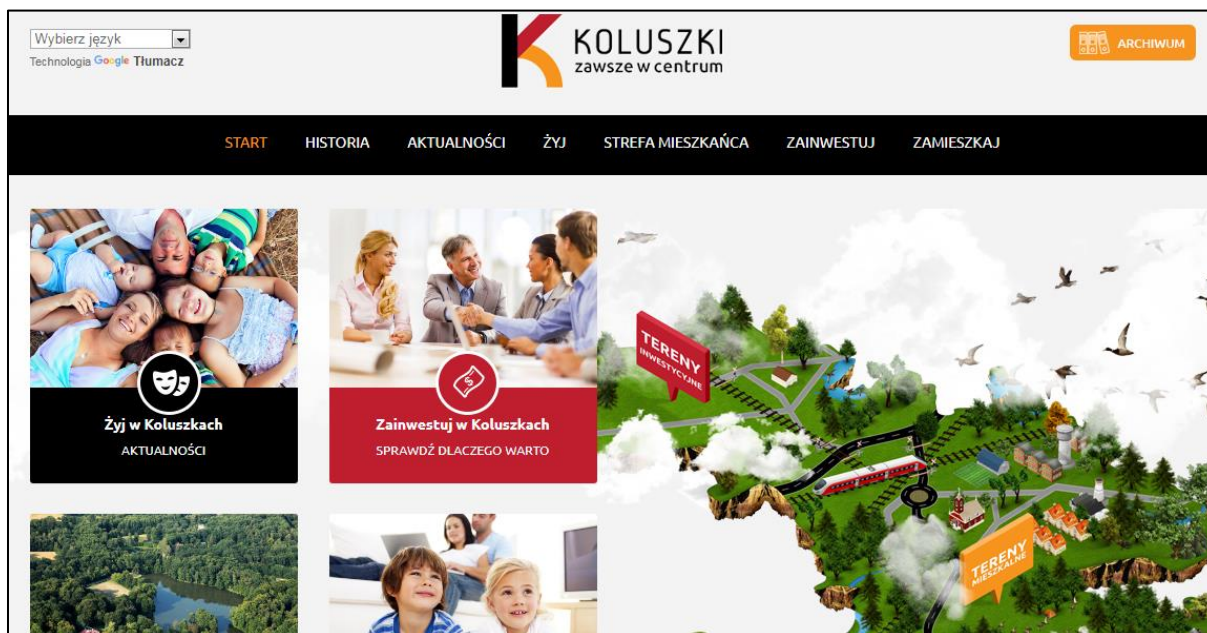 Wybierz język
Technologia Google Tłumacz
KOLUSZKI
zawsze w centrum
ARCHIWUM
START HISTORIA AKTUALNOŚCI ŻYJ STREFA MIESZKAŃCA ZAINWESTUJ ZAMIESZKAJ
Żyj w Koluszkach
AKTUALNOŚCI
Zainwestuj w Koluszkach
SPRAWDŹ DLACZEGO WARTO
TERENY
INWESTYCYJNE
TERENY
MIESZKALNE